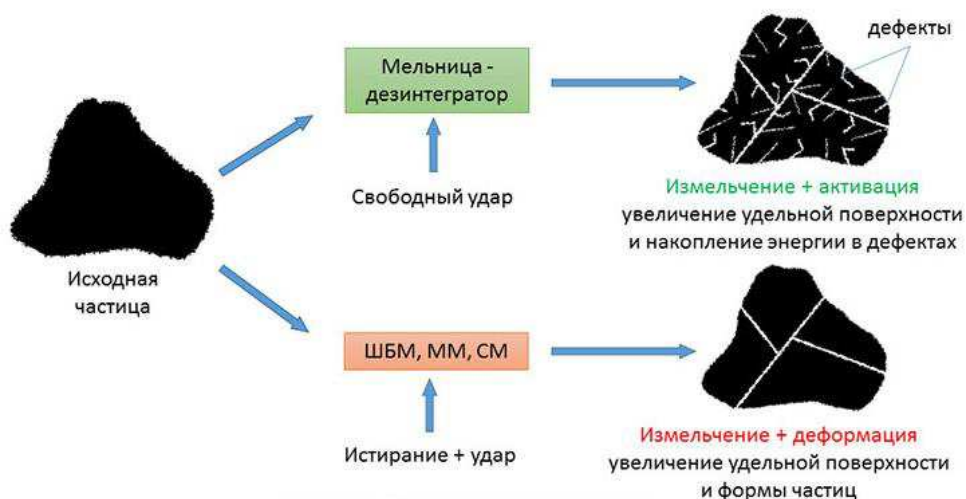 дефекты
Мельница -
дезинтегратор
Свободный удар
Измельчение + активация
увеличение удельной поверхности
и накопление энергии в дефектах
Исходная
частица
ШБМ, ММ, СМ
Истирание + удар
Измельчение + деформация
увеличение удельной поверхности
и формы частиц